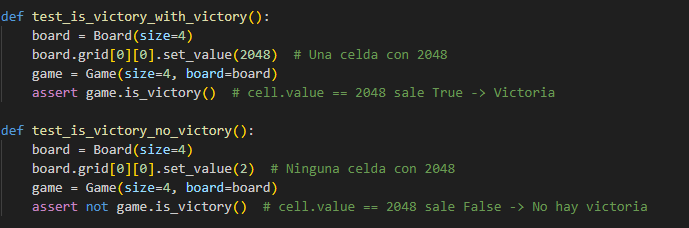 def test_is_victory_with_victory():
    board = Board(size=4)
    board.grid[0][0].set_value(2048)  # Una celda con 2048
    game = Game(size=4, board=board)
    assert game.is_victory()  # cell.value == 2048 sale True -> Victoria

def test_is_victory_no_victory():
    board = Board(size=4)
    board.grid[0][0].set_value(2)  # Ninguna celda con 2048
    game = Game(size=4, board=board)
    assert not game.is_victory()  # cell.value == 2048 sale False -> No hay victoria